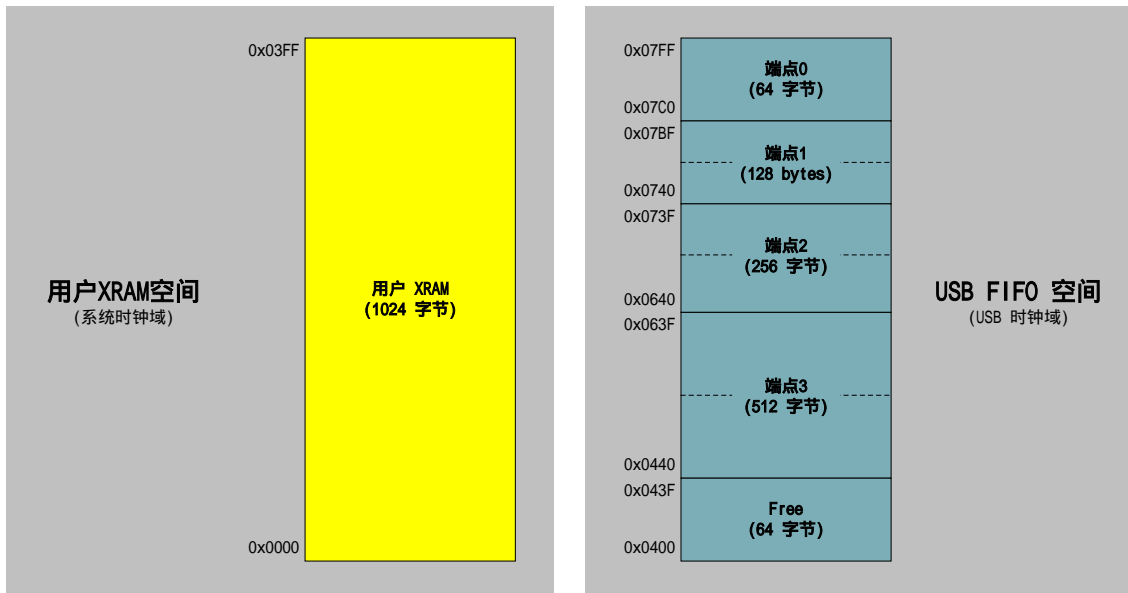 0x03FF
用户XRAM空间
(系统时钟域)
用户 XRAM
(1024 字节)
0x0000
0x07FF
端点0
(64 字节)
0x07C0
0x07BF
端点1
(128 bytes)
0x0740
0x073F
端点2
(256 字节)
0x0640
0x063F
端点3
(512 字节)
0x0440
0x043F
Free
(64 字节)
0x0400
USB FIFO 空间
(USB 时钟域)